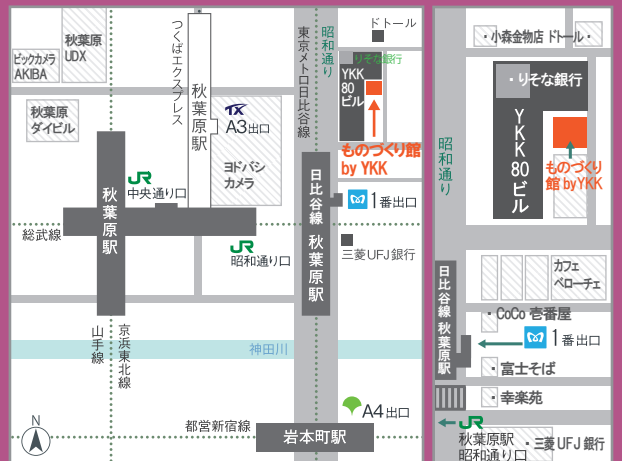 ビックカメラ
AKIBA
秋葉原
UDX
つくばエクスプレス
秋葉原駅
東京メトロ日比谷線
昭和通り
ドトール
りそな銀行
YKK
80
ビル
秋葉原
ダイビル
TX
A3出口
ヨドバシ
カメラ
ものづくり館
by YKK
JR
中央通り口
秋葉原駅
日比谷線 秋葉原駅
1番出口
総武線
JR
昭和通り口
三菱UFJ銀行
山手線
京浜東北線
神田川
N
都営新宿線
岩本町駅
A4出口
小森金物店
ドトール
りそな銀行
YKK80ビル
昭和通り
ものづくり
館 by YKK
カフェ
ベローチェ
日比谷線 秋葉原駅
CoCo 壱番屋
1番出口
富士そば
幸楽苑
JR
秋葉原駅
昭和通り口
三菱UFJ銀行